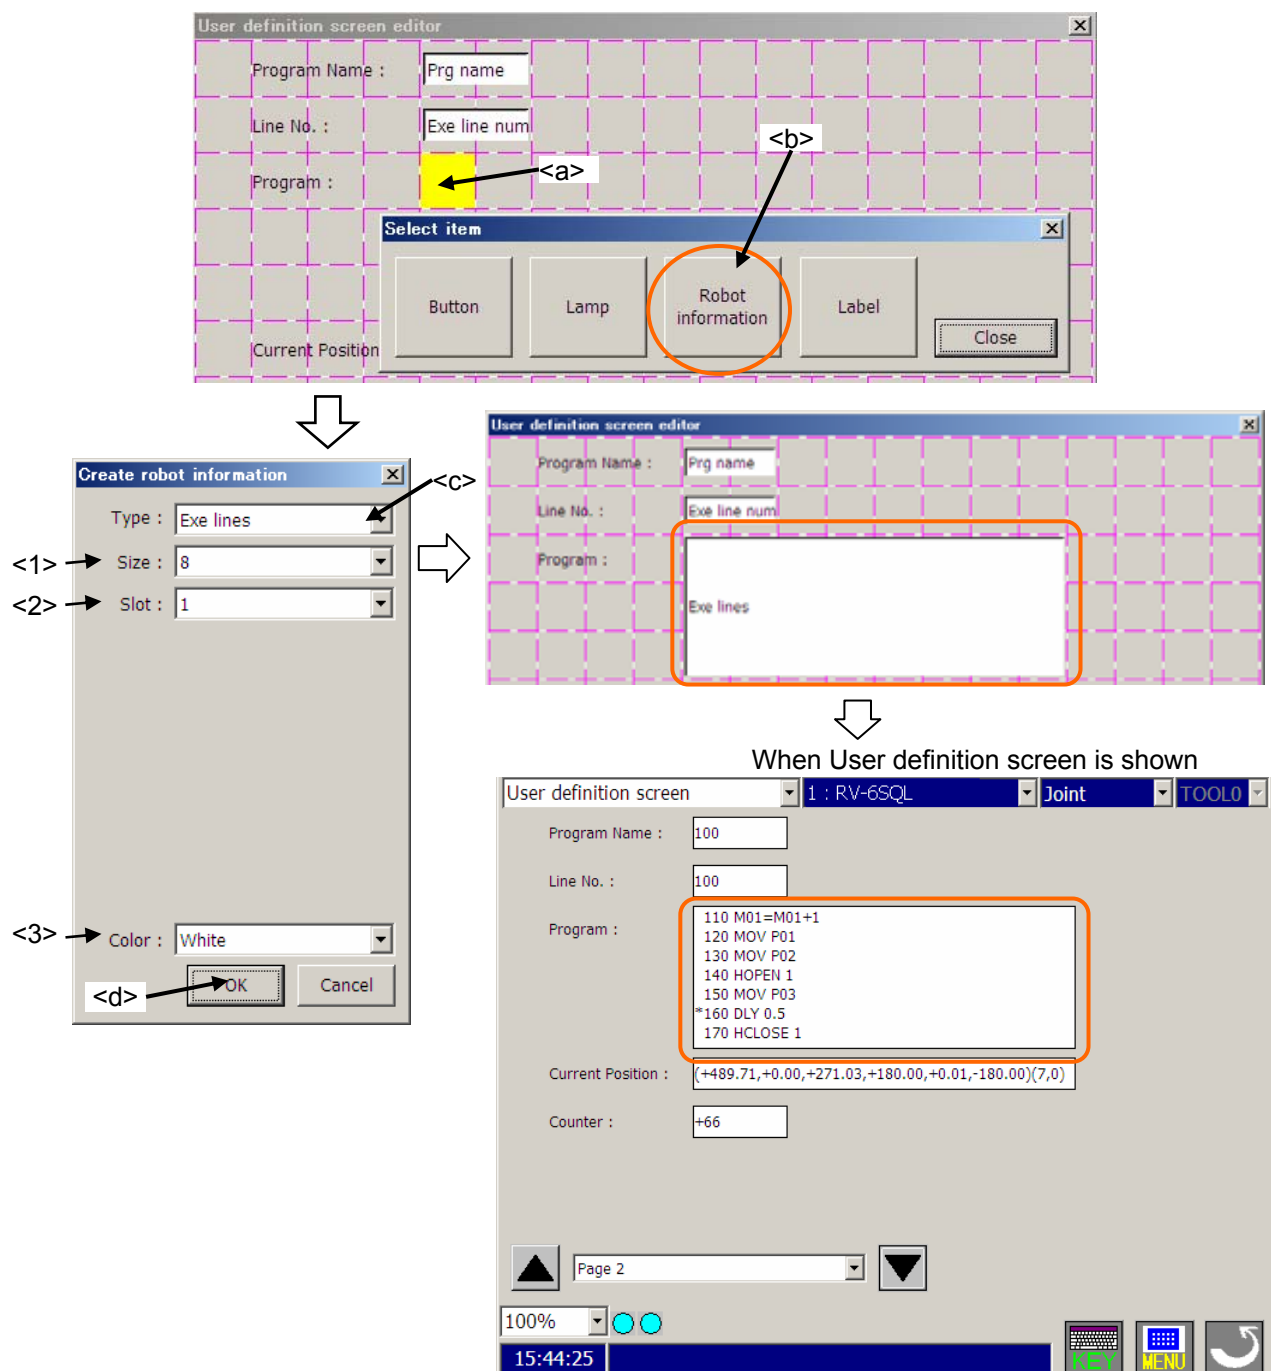 User definition screen editor
Program Name :
Prg name
Line No. :
Exe line num
<b>
Program :
<a>
Select item
Button
Lamp
Robot
information
Label
Close
Current Position
User definition screen editor
Program Name :
Prg name
Line No. :
Exe line num
Program :
Exe lines
Create robot information
<c>
Type :
Exe lines
<1>
Size :
8
<2>
Slot :
1
<3>
Color :
White
<d>
OK
Cancel
When User definition screen is shown
User definition screen
1 : RV-6SQL
Joint
TOOL0
Program Name :
100
Line No. :
100
Program :
110 M01=M01+1
120 MOV P01
130 MOV P02
140 HOPEN 1
150 MOV P03
*160 DLY 0.5
170 HCLOSE 1
Current Position :
(+489.71,+0.00,+271.03,+180.00,+0.01,-180.00)(7,0)
Counter :
+66
Page 2
100%
15:44:25
KEY
MENU